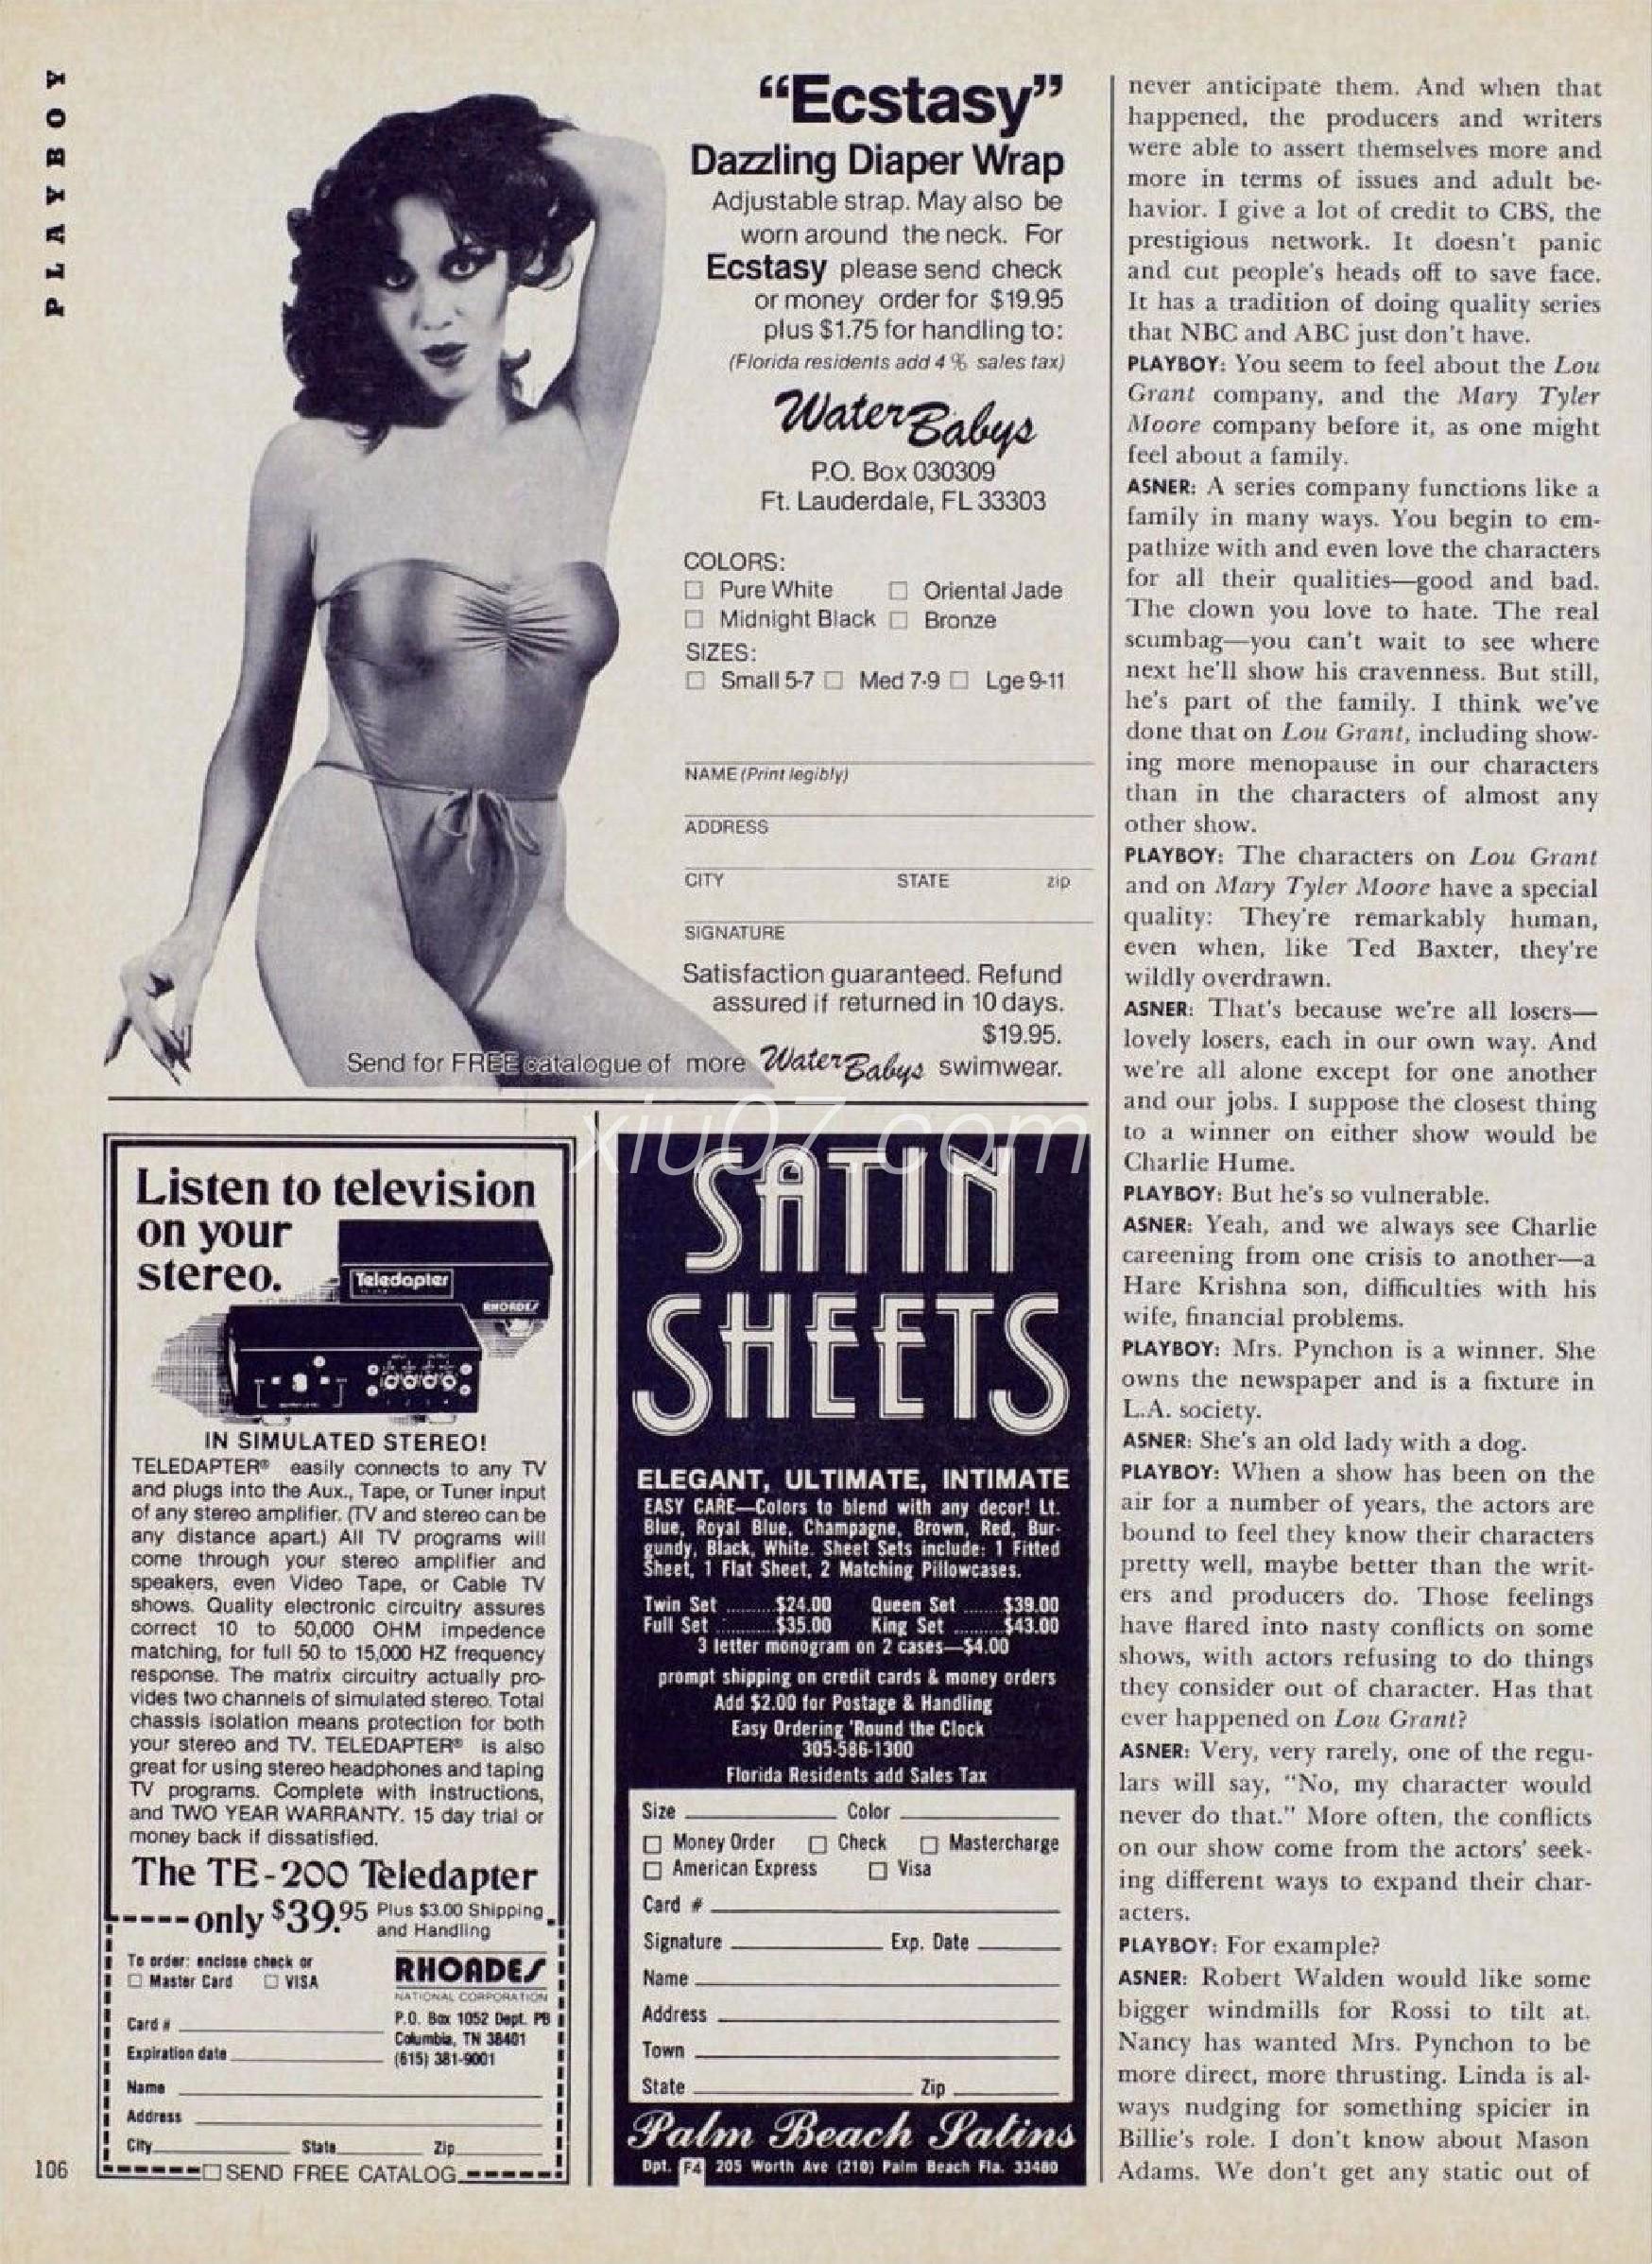 PLAYBOY
“Ecstasy”
Dazzling Diaper Wrap
Adjustable strap. May also be
worn around the neck. For
Ecstasy please send check
or money order for $19.95
plus $1.75 for handling to:
(Florida residents add 4% sales tax)
Water Babys
P.O. Box 030309
Ft. Lauderdale, FL 33303
COLORS:
☐ Pure White ☐ Oriental Jade
☐ Midnight Black ☐ Bronze
SIZES:
☐ Small 5-7 ☐ Med 7-9 ☐ Lge 9-11
NAME (Print legibly)
ADDRESS
CITY STATE zip
SIGNATURE
Satisfaction guaranteed. Refund
assured if returned in 10 days.
$19.95.
Send for FREE catalogue of more Water Babys swimwear.
xiu07.com
Listen to television
on your
stereo.
Teledapter
RHOADES
IN SIMULATED STEREO!
TELEDAPTER® easily connects to any TV
and plugs into the Aux., Tape, or Tuner input
of any stereo amplifier. (TV and stereo can be
any distance apart.) All TV programs will
come through your stereo amplifier and
speakers, even Video Tape, or Cable TV
shows. Quality electronic circuitry assures
correct 10 to 50,000 OHM impedence
matching, for full 50 to 15,000 HZ frequency
response. The matrix circuitry actually pro-
vides two channels of simulated stereo. Total
chassis isolation means protection for both
your stereo and TV. TELEDAPTER® is also
great for using stereo headphones and taping
TV programs. Complete with instructions,
and TWO YEAR WARRANTY. 15 day trial or
money back if dissatisfied.
The TE-200 Teledapter
only $39.95 Plus $3.00 Shipping
and Handling
To order: enclose check or
☐ Master Card ☐ VISA
RHOADES
NATIONAL CORPORATION
P.O. Box 1052 Dept. PB
Columbia, TN 38401
(615) 381-9001
Card #
Expiration date
Name
Address
City State Zip
☐ SEND FREE CATALOG
SATIN
SHEETS
ELEGANT, ULTIMATE, INTIMATE
EASY CARE—Colors to blend with any decor! Lt.
Blue, Royal Blue, Champagne, Brown, Red, Bur-
gundy, Black, White. Sheet Sets include: 1 Fitted
Sheet, 1 Flat Sheet, 2 Matching Pillowcases.
Twin Set ..........$24.00 Queen Set .......$39.00
Full Set ............$35.00 King Set ..........$43.00
3 letter monogram on 2 cases—$4.00
prompt shipping on credit cards & money orders
Add $2.00 for Postage & Handling
Easy Ordering 'Round the Clock
305-586-1300
Florida Residents add Sales Tax
Size Color
☐ Money Order ☐ Check ☐ Mastercharge
☐ American Express ☐ Visa
Card #
Signature Exp. Date
Name
Address
Town
State Zip
Palm Beach Satins
Dpt. F4 205 Worth Ave (210) Palm Beach Fla. 33480
never anticipate them. And when that
happened, the producers and writers
were able to assert themselves more and
more in terms of issues and adult be-
havior. I give a lot of credit to CBS, the
prestigious network. It doesn't panic
and cut people's heads off to save face.
It has a tradition of doing quality series
that NBC and ABC just don't have.
PLAYBOY: You seem to feel about the Lou
Grant company, and the Mary Tyler
Moore company before it, as one might
feel about a family.
ASNER: A series company functions like a
family in many ways. You begin to em-
pathize with and even love the characters
for all their qualities—good and bad.
The clown you love to hate. The real
scumbag—you can't wait to see where
next he'll show his cravenness. But still,
he's part of the family. I think we've
done that on Lou Grant, including show-
ing more menopause in our characters
than in the characters of almost any
other show.
PLAYBOY: The characters on Lou Grant
and on Mary Tyler Moore have a special
quality: They're remarkably human,
even when, like Ted Baxter, they're
wildly overdrawn.
ASNER: That's because we're all losers—
lovely losers, each in our own way. And
we're all alone except for one another
and our jobs. I suppose the closest thing
to a winner on either show would be
Charlie Hume.
PLAYBOY: But he's so vulnerable.
ASNER: Yeah, and we always see Charlie
careening from one crisis to another—a
Hare Krishna son, difficulties with his
wife, financial problems.
PLAYBOY: Mrs. Pynchon is a winner. She
owns the newspaper and is a fixture in
L.A. society.
ASNER: She's an old lady with a dog.
PLAYBOY: When a show has been on the
air for a number of years, the actors are
bound to feel they know their characters
pretty well, maybe better than the writ-
ers and producers do. Those feelings
have flared into nasty conflicts on some
shows, with actors refusing to do things
they consider out of character. Has that
ever happened on Lou Grant?
ASNER: Very, very rarely, one of the regu-
lars will say, "No, my character would
never do that." More often, the conflicts
on our show come from the actors' seek-
ing different ways to expand their char-
acters.
PLAYBOY: For example?
ASNER: Robert Walden would like some
bigger windmills for Rossi to tilt at.
Nancy has wanted Mrs. Pynchon to be
more direct, more thrusting. Linda is al-
ways nudging for something spicier in
Billie's role. I don't know about Mason
Adams. We don't get any static out of
106